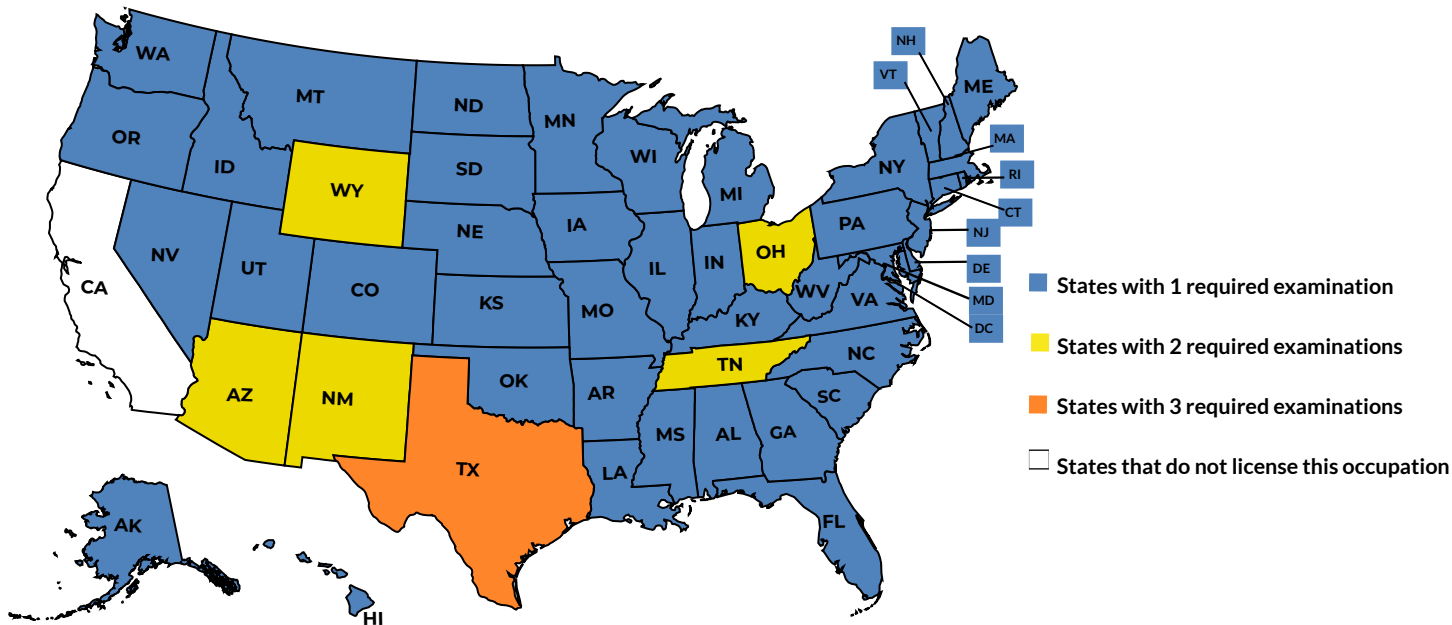 WA
MT
ND
MN
OR
ID
WY
SD
WI
MI
NY
ME
NH
VT
MA
RI
CT
NJ
DE
MD
DC
NV
UT
CO
NE
IA
IL
IN
OH
PA
WV
VA
CA
KS
MO
KY
NC
AZ
NM
OK
AR
TN
SC
TX
LA
MS
AL
GA
FL
AK
HI
States with 1 required examination
States with 2 required examinations
States with 3 required examinations
States that do not license this occupation